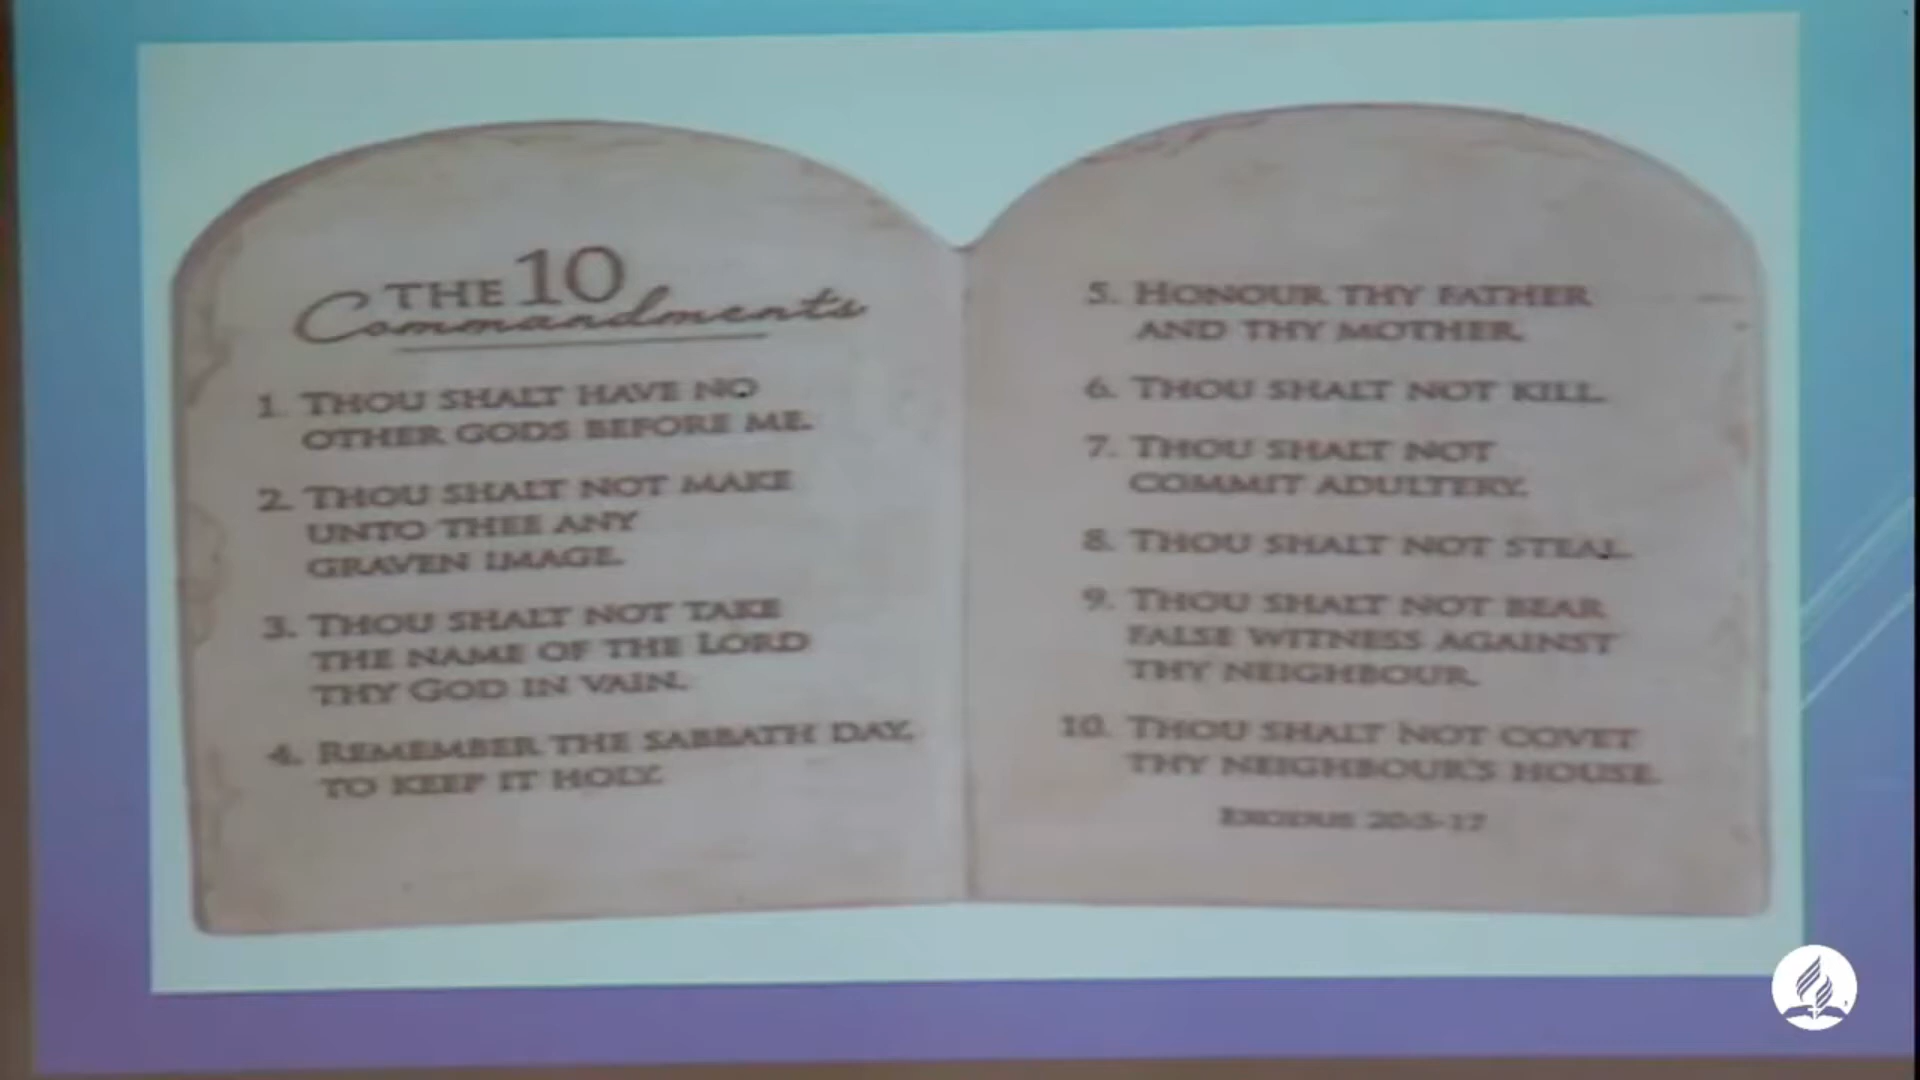 THE 10
Commandments
1. THOU SHALT HAVE NO
OTHER GODS BEFORE ME.
2. THOU SHALT NOT MAKE
UNTO THEE ANY
GRAVEN IMAGE.
3. THOU SHALT NOT TAKE
THE NAME OF THE LORD
THY GOD IN VAIN.
4. REMEMBER THE SABBATH DAY,
TO KEEP IT HOLY.
5. HONOUR THY FATHER
AND THY MOTHER.
6. THOU SHALT NOT KILL.
7. THOU SHALT NOT
COMMIT ADULTERY.
8. THOU SHALT NOT STEAL.
9. THOU SHALT NOT BEAR
FALSE WITNESS AGAINST
THY NEIGHBOUR.
10. THOU SHALT NOT COVET
THY NEIGHBOUR'S HOUSE.
EXODUS 20:3-17